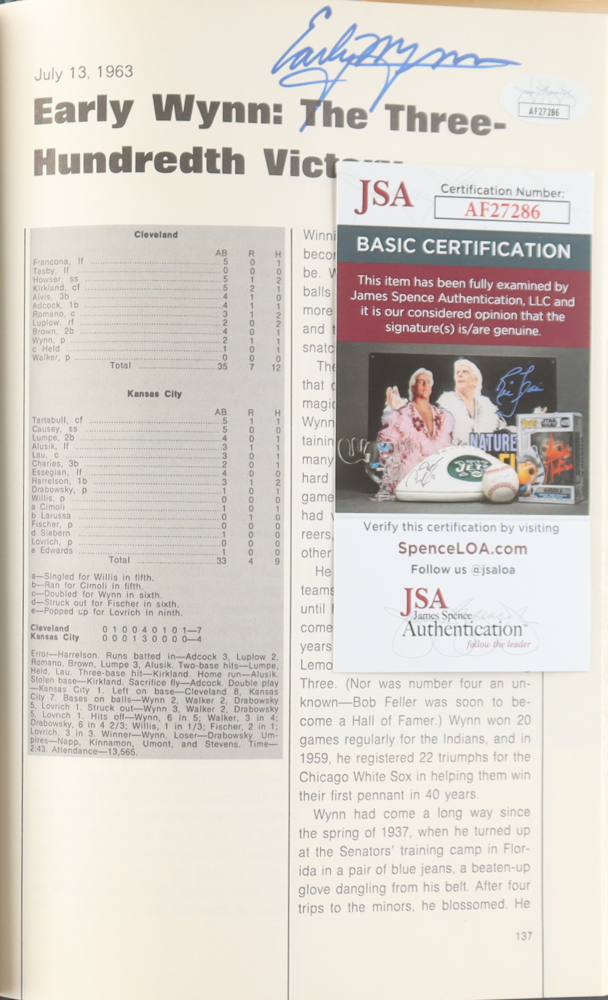 Early Wynn
AF27286
July 13, 1963
Early Wynn: The Three-
Hundredth Victory
Cleveland
AB R H
Francona, lf 5 0 1
Tasby, lf 0 0 0
Howser, ss 5 1 2
Kirkland, cf 5 2 1
Alvis, 3b 4 1 0
Adcock, 1b 4 1 1
Romano, c 3 1 2
Luplow, rf 2 0 2
Brown, 2b 4 0 1
Wynn, p 2 1 1
c Held 1 0 1
Walker, p 0 0 0
Total 35 7 12
Kansas City
AB R H
Tartabull, cf 5 1 1
Causey, ss 5 0 0
Lumpe, 2b 4 0 1
Alusik, lf 3 1 1
Lau, c 3 0 1
Charles, 3b 2 0 1
Essegian, lf 4 0 0
Harrelson, 1b 3 1 2
Drabowsky, p 1 0 1
Willis, p 0 0 0
a Cimoli 1 0 1
b Larussa 0 1 0
Fischer, p 0 0 0
d Siebern 1 0 0
Lovrich, p 0 0 0
e Edwards 1 0 0
Total 33 4 9
a—Singled for Willis in fifth.
b—Ran for Cimoli in fifth.
c—Doubled for Wynn in sixth.
d—Struck out for Fischer in sixth.
e—Popped up for Lovrich in ninth.
Cleveland 0 1 0 0 4 0 1 0 1—7
Kansas City 0 0 0 1 3 0 0 0 0—4
Error—Harrelson. Runs batted in—Adcock 3, Luplow 2,
Romano, Brown, Lumpe 3, Alusik. Two-base hits—Lumpe,
Held, Lau. Three-base hit—Kirkland. Home run—Alusik.
Stolen base—Kirkland. Sacrifice fly—Adcock. Double play
—Kansas City 1. Left on base—Cleveland 8, Kansas
City 7. Bases on balls—Wynn 2, Walker 2, Drabowsky
5, Lovrich 1. Struck out—Wynn 3, Walker 2, Drabowsky
5, Lovrich 1. Hits off—Wynn, 6 in 5; Walker, 3 in 4;
Drabowsky, 6 in 4 2/3; Willis, 1 in 1/3; Fischer, 2 in 1;
Lovrich, 3 in 3. Winner—Wynn. Loser—Drabowsky. Um-
pires—Napp, Kinnamon, Umont, and Stevens. Time—
2:43. Attendance—13,565.
Winni
becor
be. W
balls
more
and t
snatc
The
that c
magic
Wynn
tainin
many
hard
game
had v
reers,
other
He
teams
until
come
years
Lemo
Three. (Nor was number four an un-
known—Bob Feller was soon to be-
come a Hall of Famer.) Wynn won 20
games regularly for the Indians, and in
1959, he registered 22 triumphs for the
Chicago White Sox in helping them win
their first pennant in 40 years.
Wynn had come a long way since
the spring of 1937, when he turned up
at the Senators' training camp in Flor-
ida in a pair of blue jeans, a beaten-up
glove dangling from his belt. After four
trips to the minors, he blossomed. He
137
JSA
Certification Number:
AF27286
BASIC CERTIFICATION
This item has been fully examined by
James Spence Authentication, LLC and
it is our considered opinion that the
signature(s) is/are genuine.
NATURE
JETS
Verify this certification by visiting
SpenceLOA.com
Follow us @jsaloa
JSA
James Spence
Authentication™
follow the leader